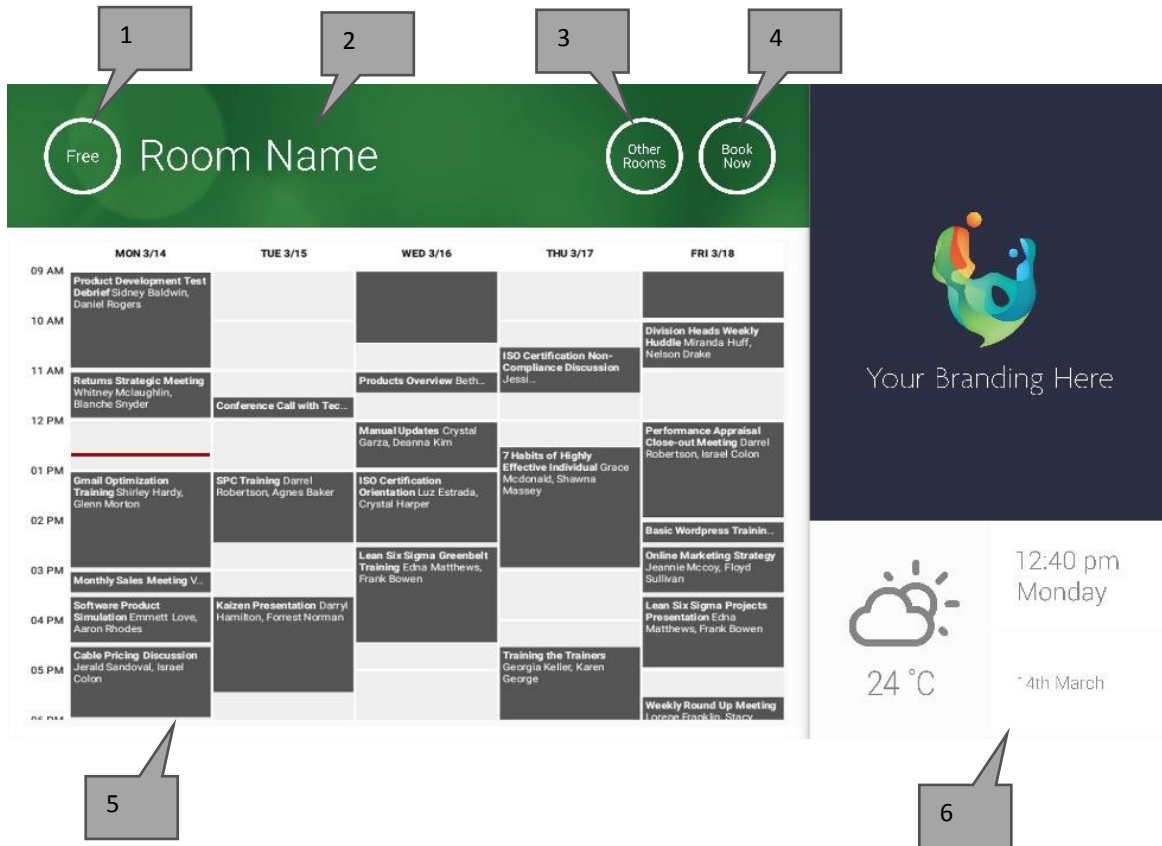 1
2
3
4
Free
Room Name
Other
Rooms
Book
Now
MON 3/14
TUE 3/15
WED 3/16
THU 3/17
FRI 3/18
09 AM
10 AM
11 AM
12 PM
01 PM
02 PM
03 PM
04 PM
05 PM
06 PM
Product Development Test
Debrief Sidney Baldwin,
Daniel Rogers
Returns Strategic Meeting
Whitney Mclaughlin,
Blanche Snyder
Gmail Optimization
Training Shirley Hardy,
Glenn Morton
Monthly Sales Meeting V...
Software Product
Simulation Emmett Love,
Aaron Rhodes
Cable Pricing Discussion
Jerald Sandoval, Israel
Colon
Conference Call with Tec...
SPC Training Darrel
Robertson, Agnes Baker
Kaizen Presentation Darryl
Hamilton, Forrest Norman
Products Overview Beth...
Manual Updates Crystal
Garza, Deanna Kim
ISO Certification
Orientation Luz Estrada,
Crystal Harper
Lean Six Sigma Greenbelt
Training Edna Matthews,
Frank Bowen
ISO Certification Non-
Compliance Discussion
Jessi...
7 Habits of Highly
Effective Individual Grace
Mcdonald, Shawna
Massey
Training the Trainers
Georgia Keller, Karen
George
Division Heads Weekly
Huddle Miranda Huff,
Nelson Drake
Performance Appraisal
Close-out Meeting Darrel
Robertson, Israel Colon
Basic Wordpress Trainin...
Online Marketing Strategy
Jeannie Mccoy, Floyd
Sullivan
Lean Six Sigma Projects
Presentation Edna
Matthews, Frank Bowen
Weekly Round Up Meeting
Lorene Franklin, Stacy
Your Branding Here
12:40 pm
Monday
24 °C
14th March
5
6